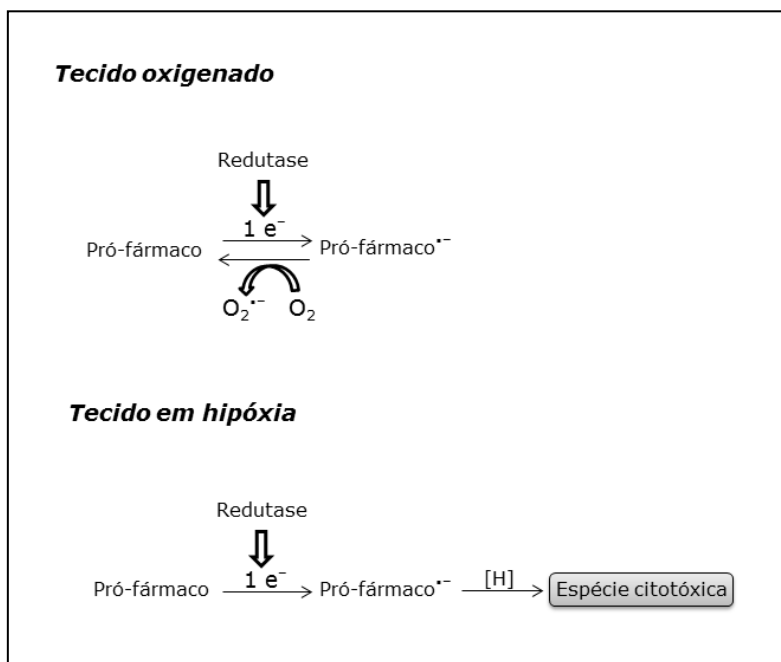 Tecido oxigenado
Redutase
1 e⁻
Pró-fármaco
Pró-fármaco•⁻
O₂•⁻
O₂
Tecido em hipóxia
Redutase
1 e⁻
[H]
Pró-fármaco
Pró-fármaco•⁻
Espécie citotóxica